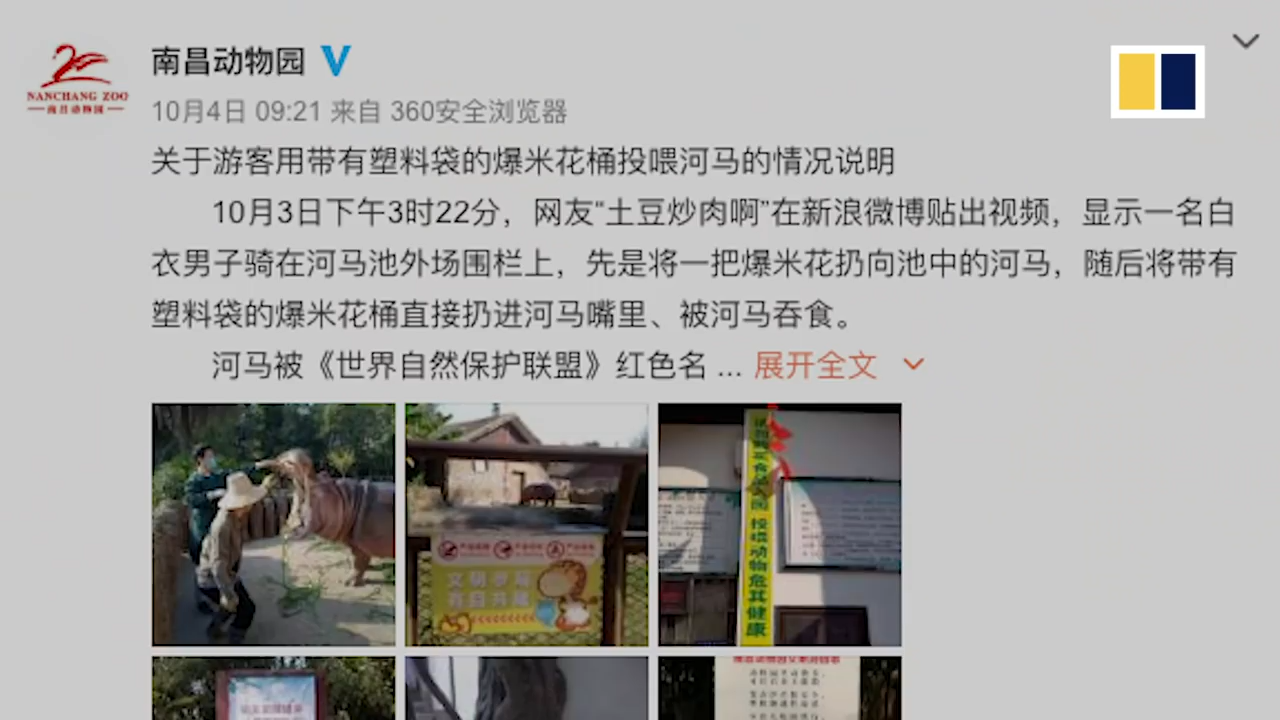 南昌动物园
NANCHANG ZOO
南昌动物园
10月4日 09:21 来自 360安全浏览器
关于游客用带有塑料袋的爆米花桶投喂河马的情况说明
10月3日下午3时22分，网友“土豆炒肉啊”在新浪微博贴出视频，显示一名白
衣男子骑在河马池外场围栏上，先是将一把爆米花扔向池中的河马，随后将带有
塑料袋的爆米花桶直接扔进河马嘴里、被河马吞食。
河马被《世界自然保护联盟》红色名 ... 展开全文
投喂动物危其健康